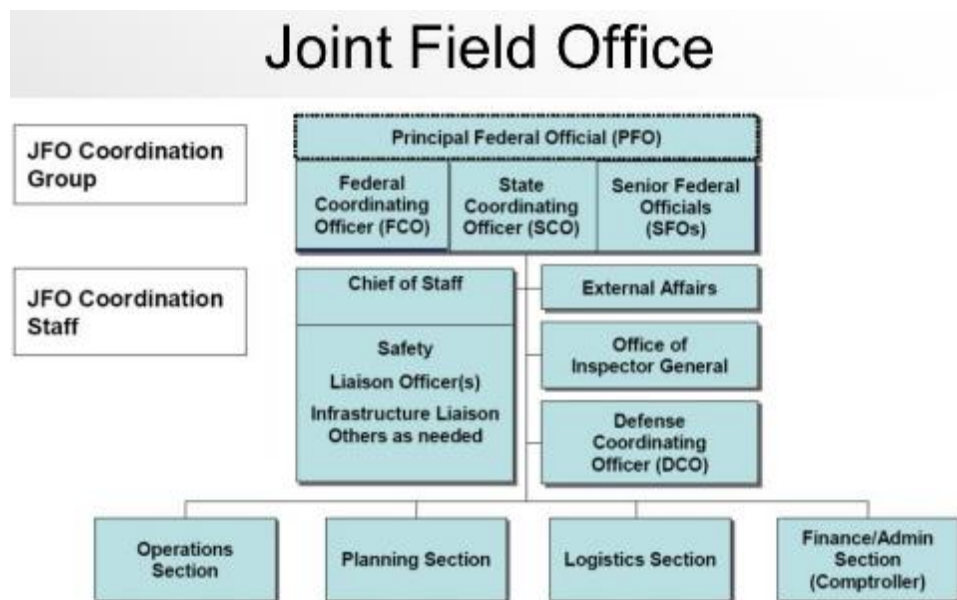 Joint Field Office
JFO Coordination
Group
Principal Federal Official (PFO)
Federal
Coordinating
Officer (FCO)
State
Coordinating
Officer (SCO)
Senior Federal
Officials
(SFOs)
JFO Coordination
Staff
Chief of Staff
Safety
Liaison Officer(s)
Infrastructure Liaison
Others as needed
External Affairs
Office of
Inspector General
Defense
Coordinating
Officer (DCO)
Operations
Section
Planning Section
Logistics Section
Finance/Admin
Section
(Comptroller)